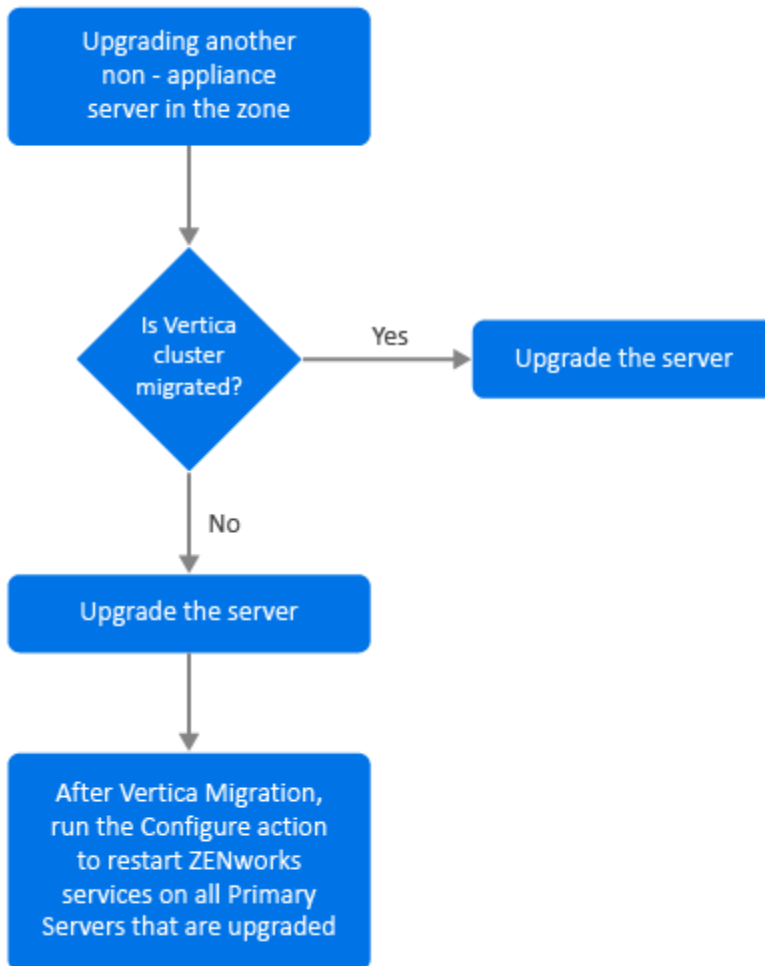 Upgrading another
non - appliance
server in the zone
Is Vertica
cluster
migrated?
Yes
Upgrade the server
No
Upgrade the server
After Vertica Migration,
run the Configure action
to restart ZENworks
services on all Primary
Servers that are upgraded